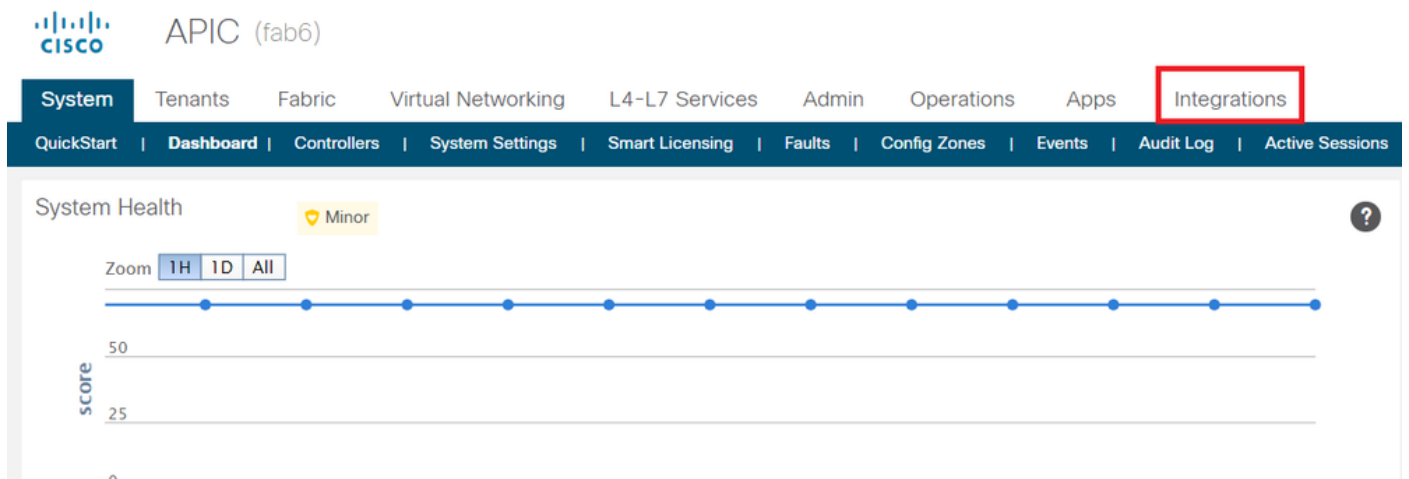 CISCO APIC (fab6)
System Tenants Fabric Virtual Networking L4-L7 Services Admin Operations Apps Integrations
QuickStart | Dashboard | Controllers | System Settings | Smart Licensing | Faults | Config Zones | Events | Audit Log | Active Sessions
System Health Minor ?
Zoom 1H 1D All
50
score
25